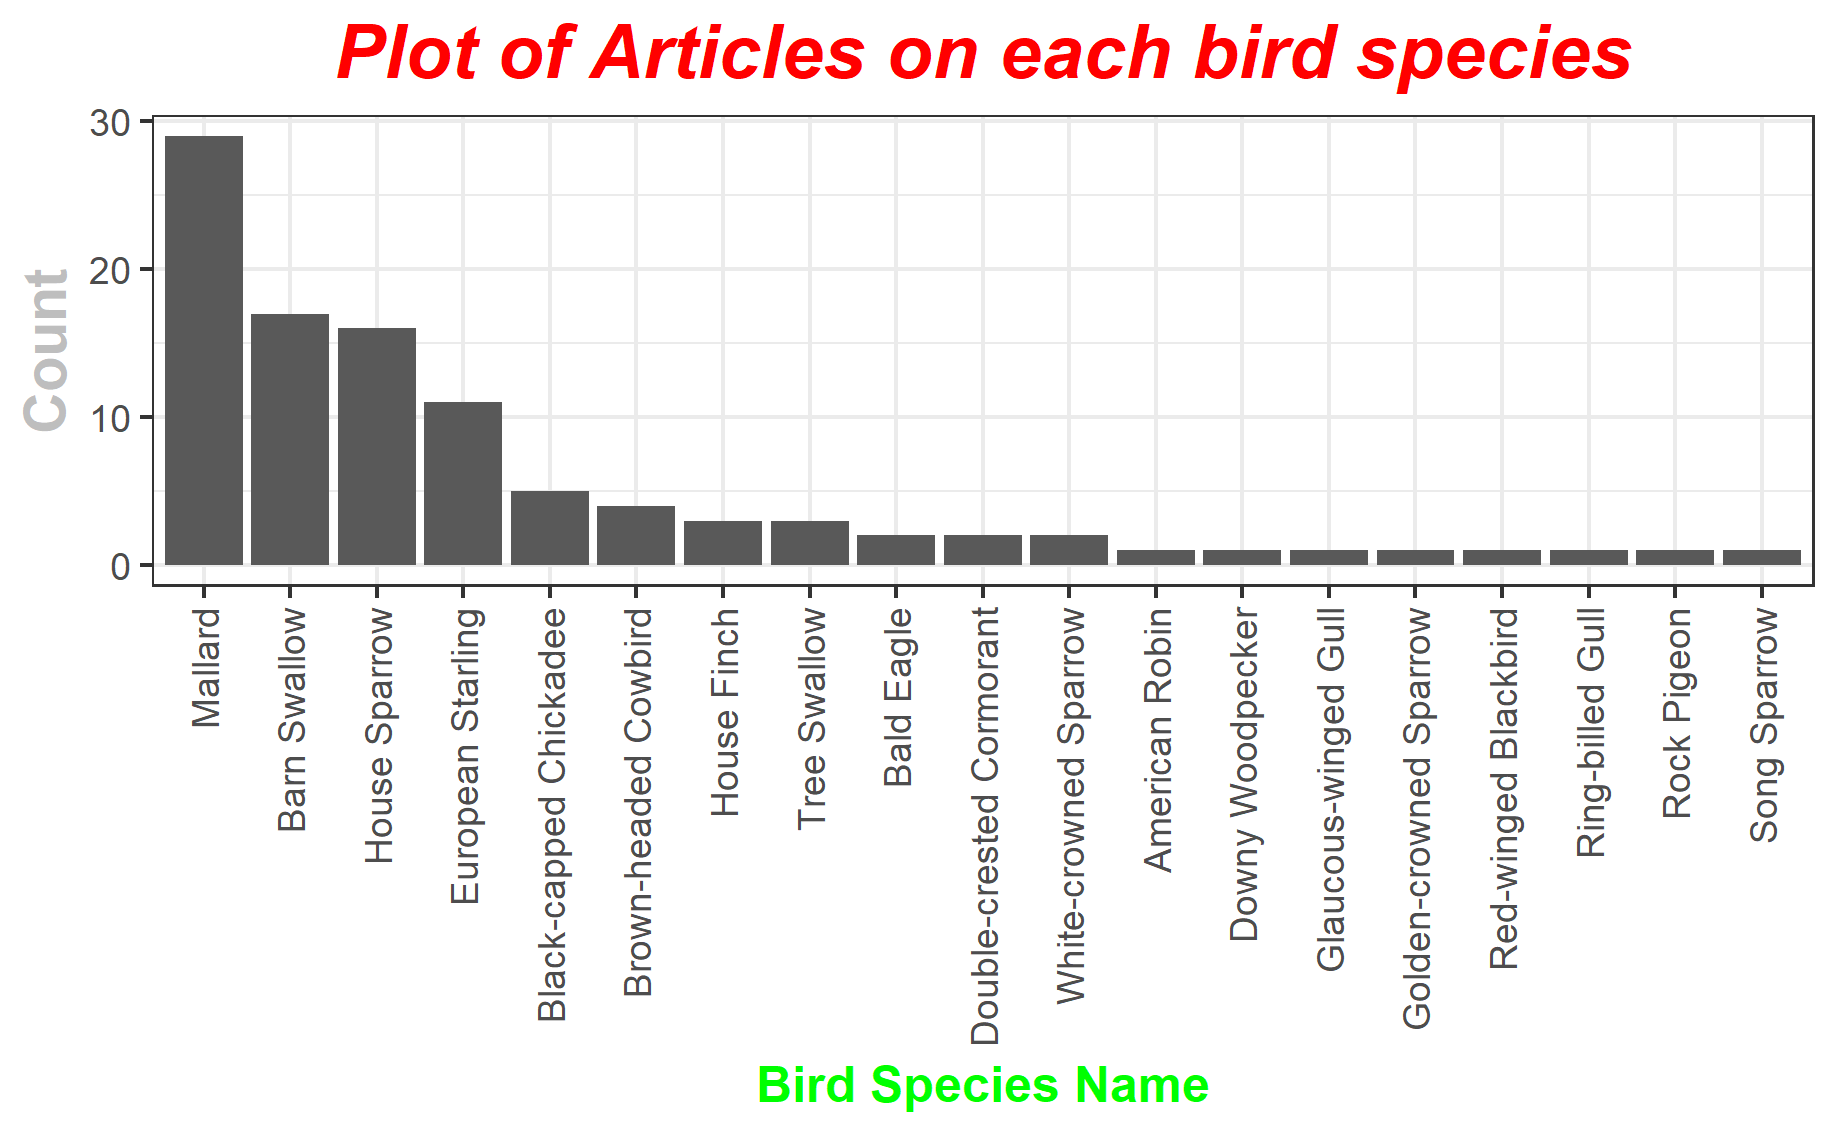 Plot of Articles on each bird species
Count
30
20
10
0
Mallard
Barn Swallow
House Sparrow
European Starling
Black-capped Chickadee
Brown-headed Cowbird
House Finch
Tree Swallow
Bald Eagle
Double-crested Cormorant
White-crowned Sparrow
American Robin
Downy Woodpecker
Glaucous-winged Gull
Golden-crowned Sparrow
Red-winged Blackbird
Ring-billed Gull
Rock Pigeon
Song Sparrow
Bird Species Name